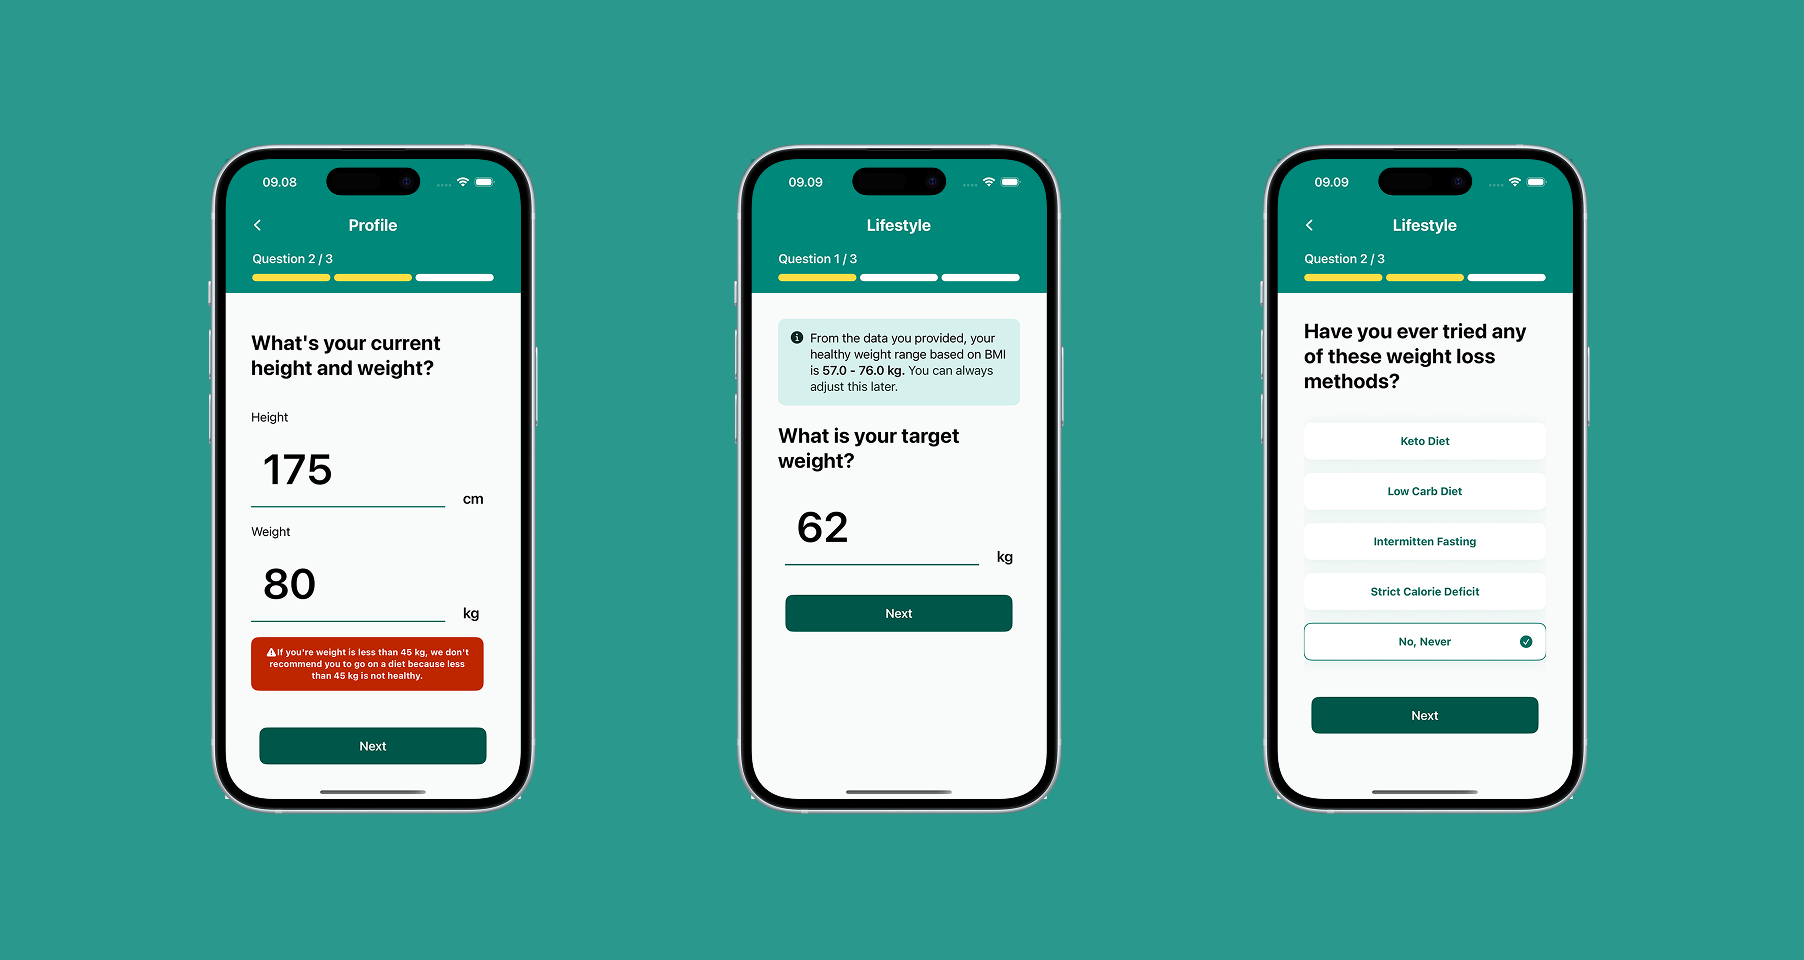 09.08
Profile
Question 2 / 3
What's your current
height and weight?
Height
175
cm
Weight
80
kg
If you're weight is less than 45 kg, we don't
recommend you to go on a diet because less
than 45 kg is not healthy.
Next
09.09
Lifestyle
Question 1 / 3
From the data you provided, your
healthy weight range based on BMI
is 57.0 - 76.0 kg. You can always
adjust this later.
What is your target
weight?
62
kg
Next
09.09
Lifestyle
Question 2 / 3
Have you ever tried any
of these weight loss
methods?
Keto Diet
Low Carb Diet
Intermitten Fasting
Strict Calorie Deficit
No, Never
Next